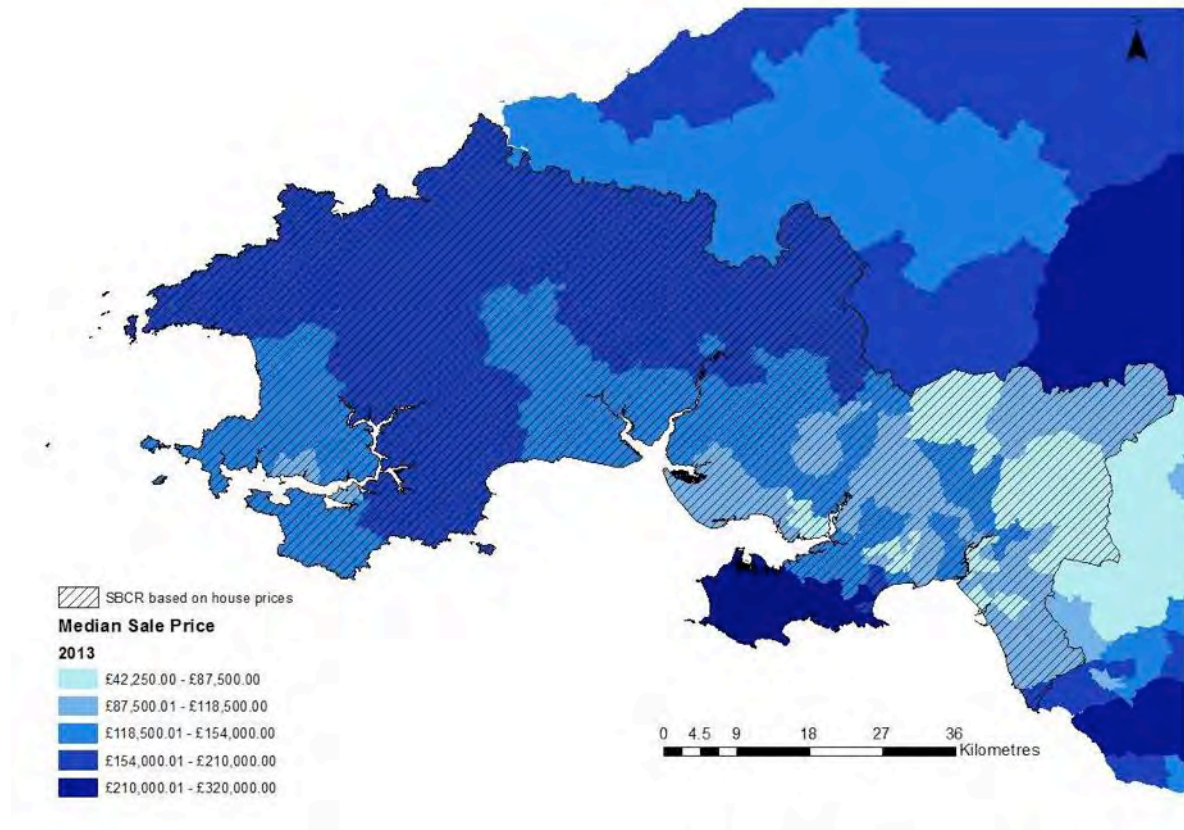 SBCR based on house prices
Median Sale Price
2013
£42,250.00 - £87,500.00
£87,500.01 - £118,500.00
£118,500.01 - £154,000.00
£154,000.01 - £210,000.00
£210,000.01 - £320,000.00
0 4.5 9 18 27 36
Kilometres